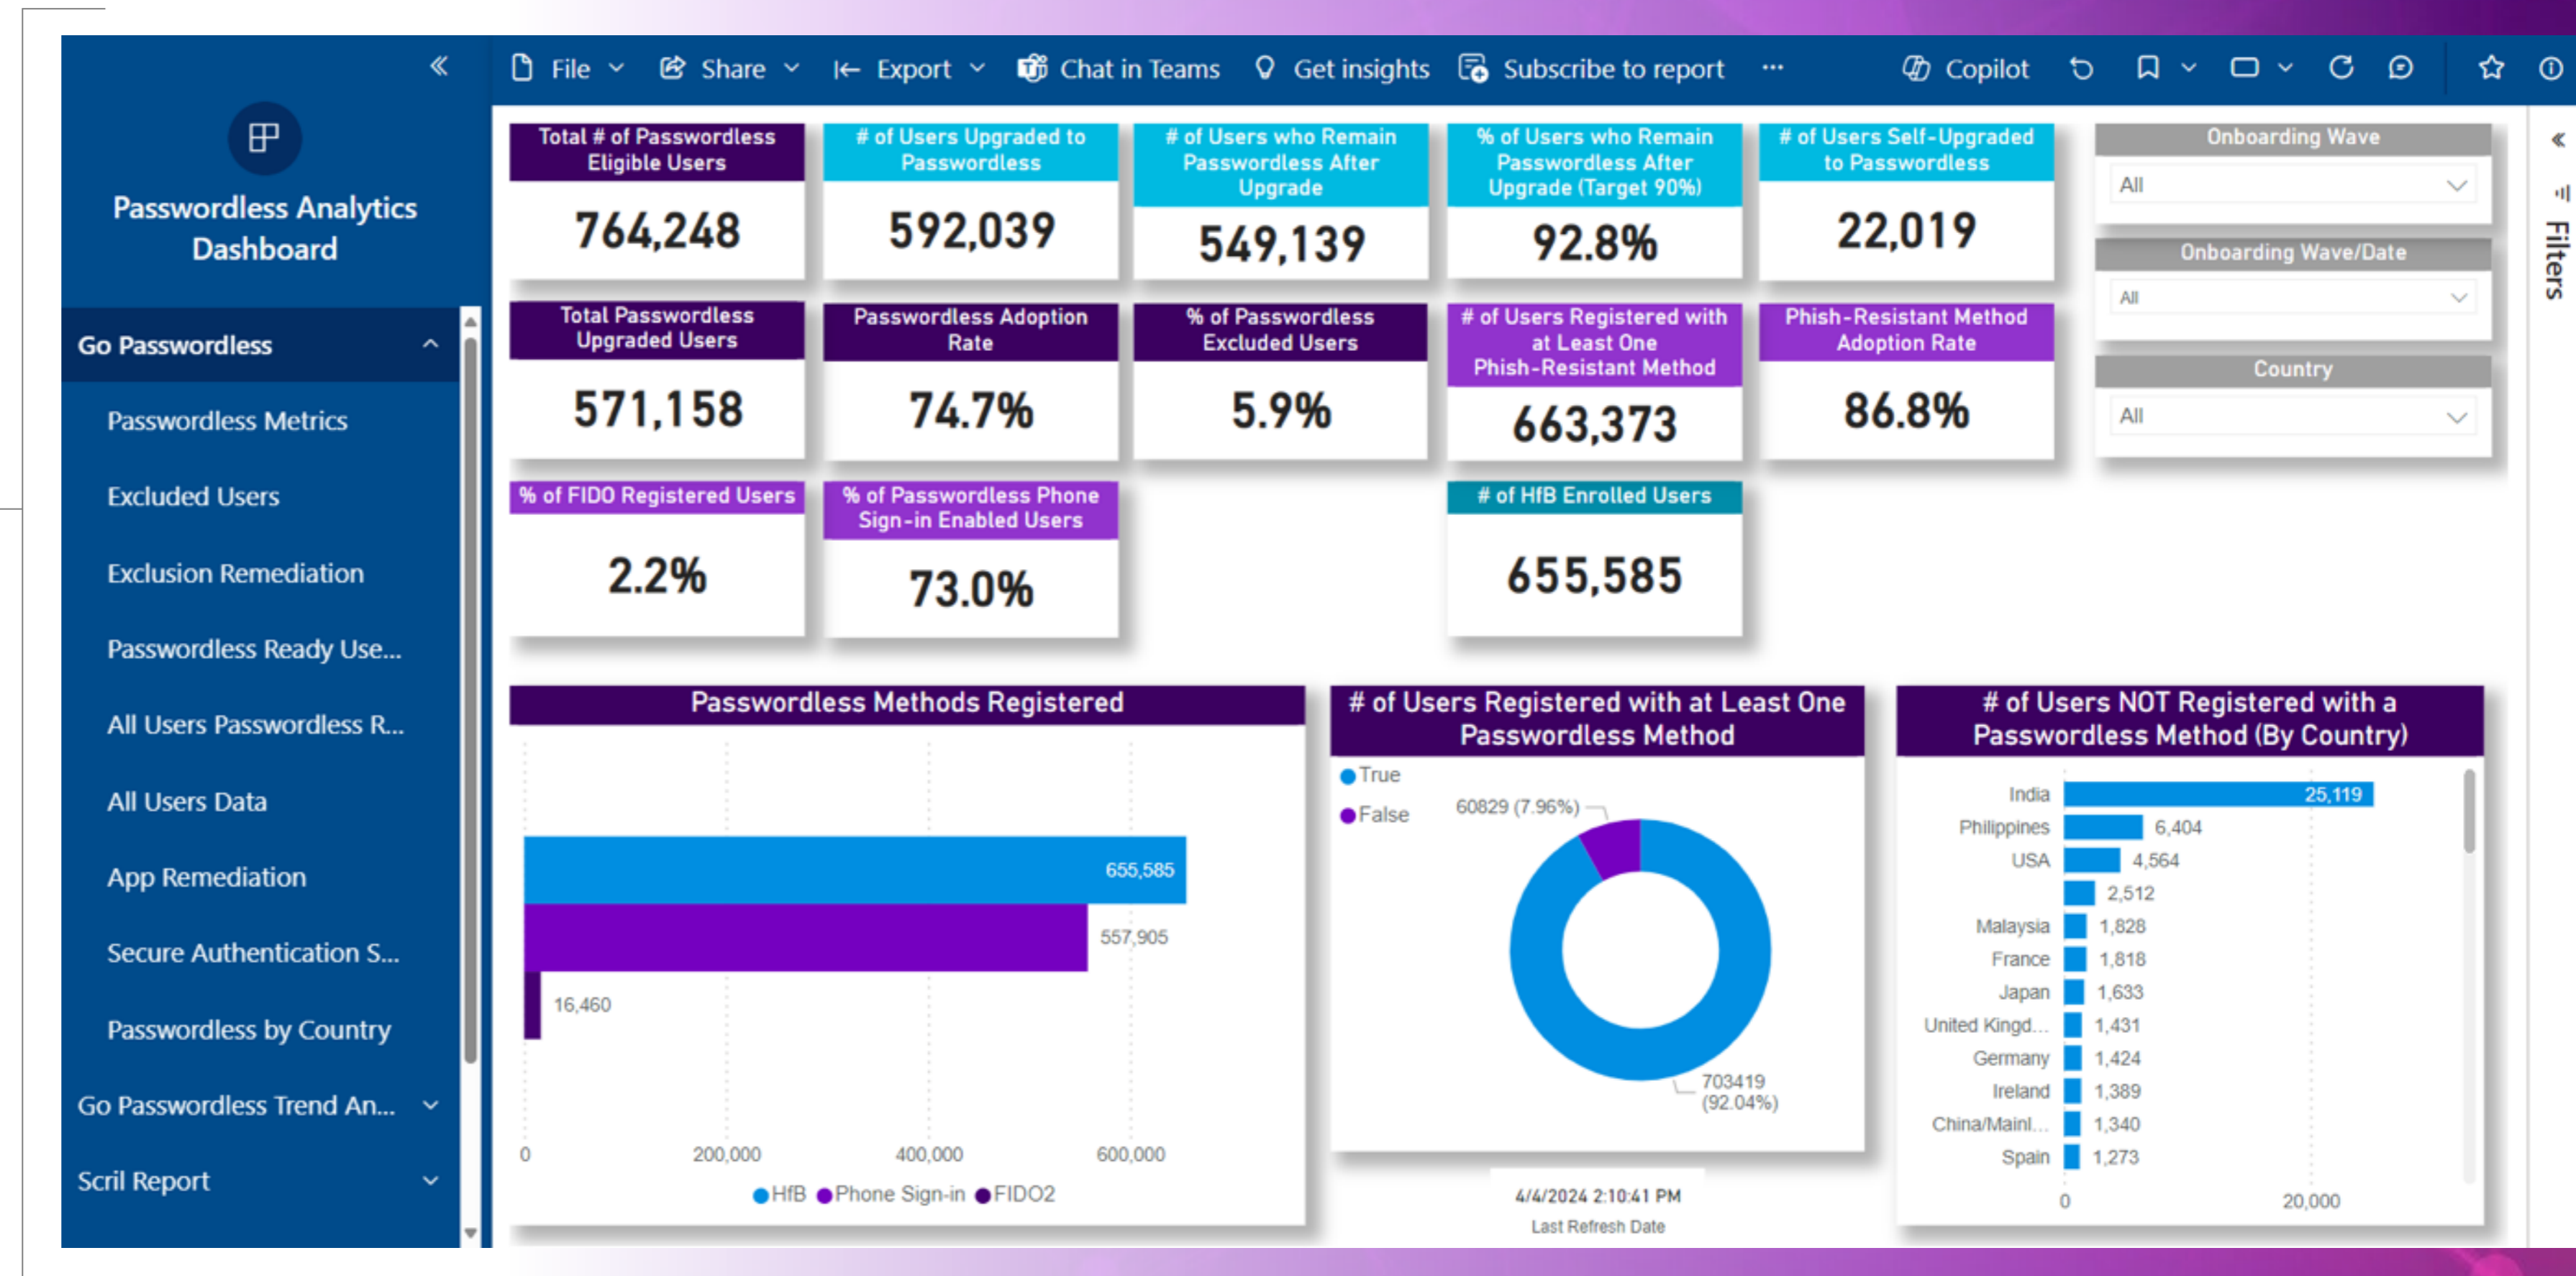 File
Share
Export
Chat in Teams
Get insights
Subscribe to report
...
Copilot
Passwordless Analytics
Dashboard
Go Passwordless
Passwordless Metrics
Excluded Users
Exclusion Remediation
Passwordless Ready Use...
All Users Passwordless R...
All Users Data
App Remediation
Secure Authentication S...
Passwordless by Country
Go Passwordless Trend An...
Scril Report
Total # of Passwordless
Eligible Users
764,248
# of Users Upgraded to
Passwordless
592,039
# of Users who Remain
Passwordless After
Upgrade
549,139
% of Users who Remain
Passwordless After
Upgrade (Target 90%)
92.8%
# of Users Self-Upgraded
to Passwordless
22,019
Onboarding Wave
All
Onboarding Wave/Date
All
Country
All
Filters
Total Passwordless
Upgraded Users
571,158
Passwordless Adoption
Rate
74.7%
% of Passwordless
Excluded Users
5.9%
# of Users Registered with
at Least One
Phish-Resistant Method
663,373
Phish-Resistant Method
Adoption Rate
86.8%
% of FIDO Registered Users
2.2%
% of Passwordless Phone
Sign-in Enabled Users
73.0%
# of HfB Enrolled Users
655,585
Passwordless Methods Registered
655,585
557,905
16,460
0 200,000 400,000 600,000
HfB Phone Sign-in FIDO2
# of Users Registered with at Least One
Passwordless Method
True
False
60829 (7.96%)
703419
(92.04%)
4/4/2024 2:10:41 PM
Last Refresh Date
# of Users NOT Registered with a
Passwordless Method (By Country)
India 25,119
Philippines 6,404
USA 4,564
2,512
Malaysia 1,828
France 1,818
Japan 1,633
United Kingd... 1,431
Germany 1,424
Ireland 1,389
China/Mainl... 1,340
Spain 1,273
0 20,000